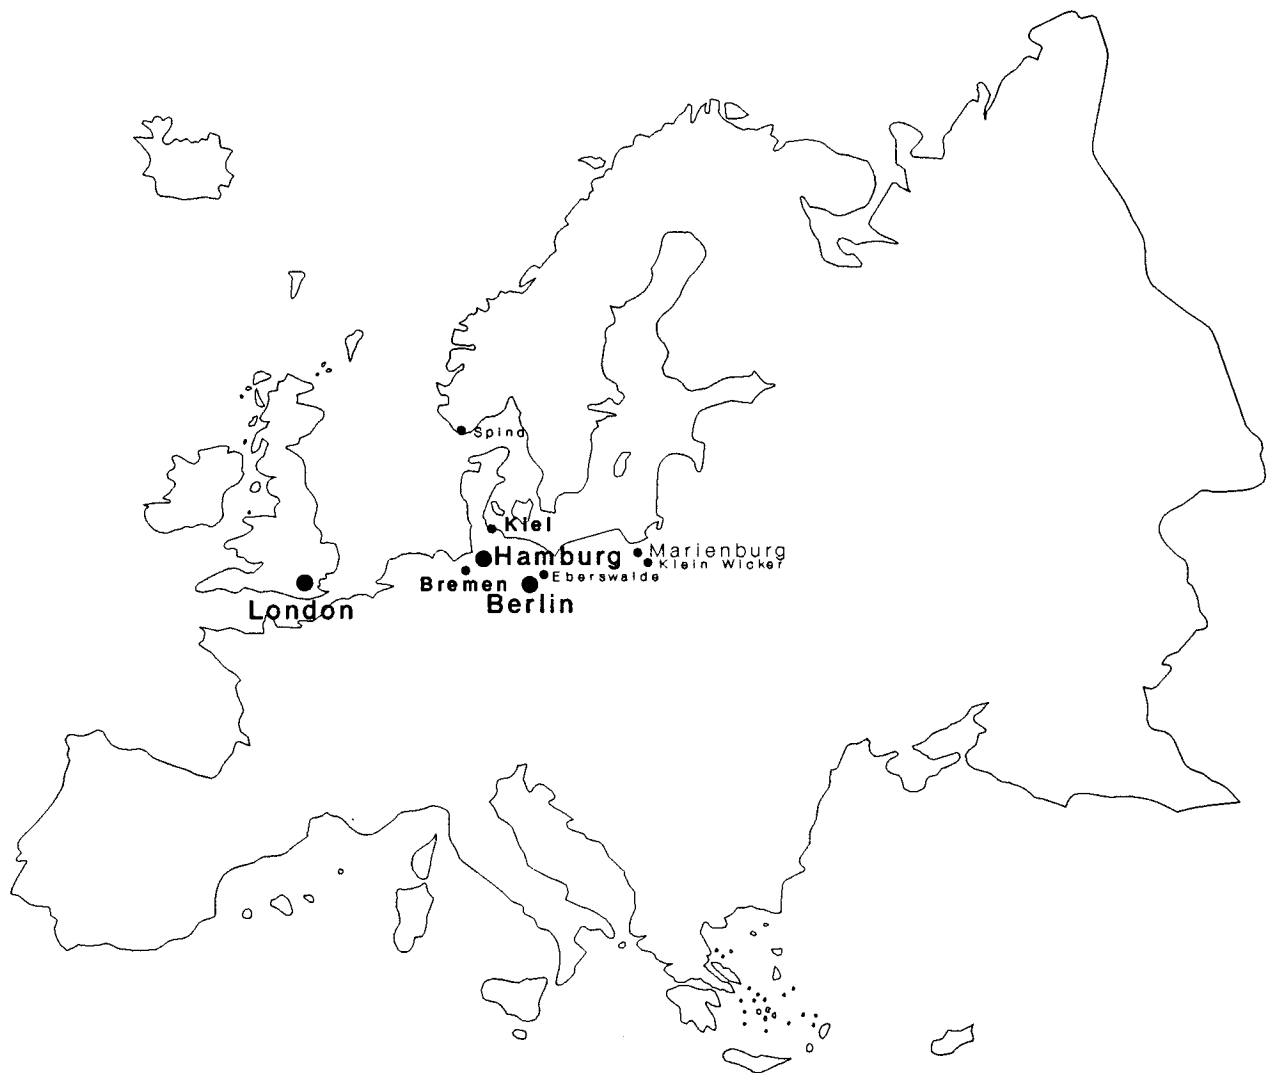 Spind
Kiel
Marienburg
Hamburg
Klein Wicker
Eberswalde
Bremen
Berlin
London